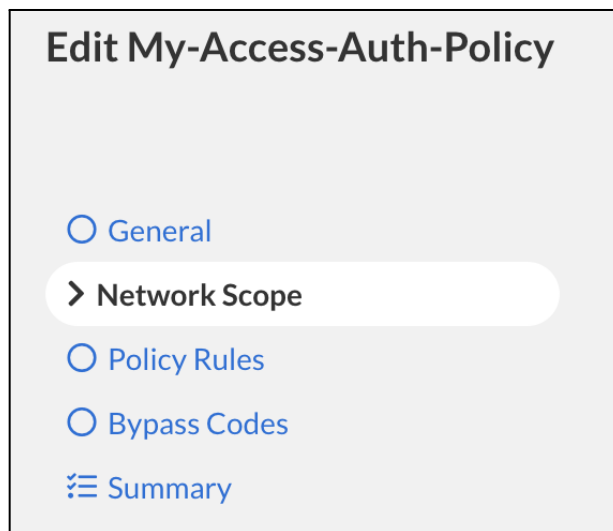 Edit My-Access-Auth-Policy
General
Network Scope
Policy Rules
Bypass Codes
Summary